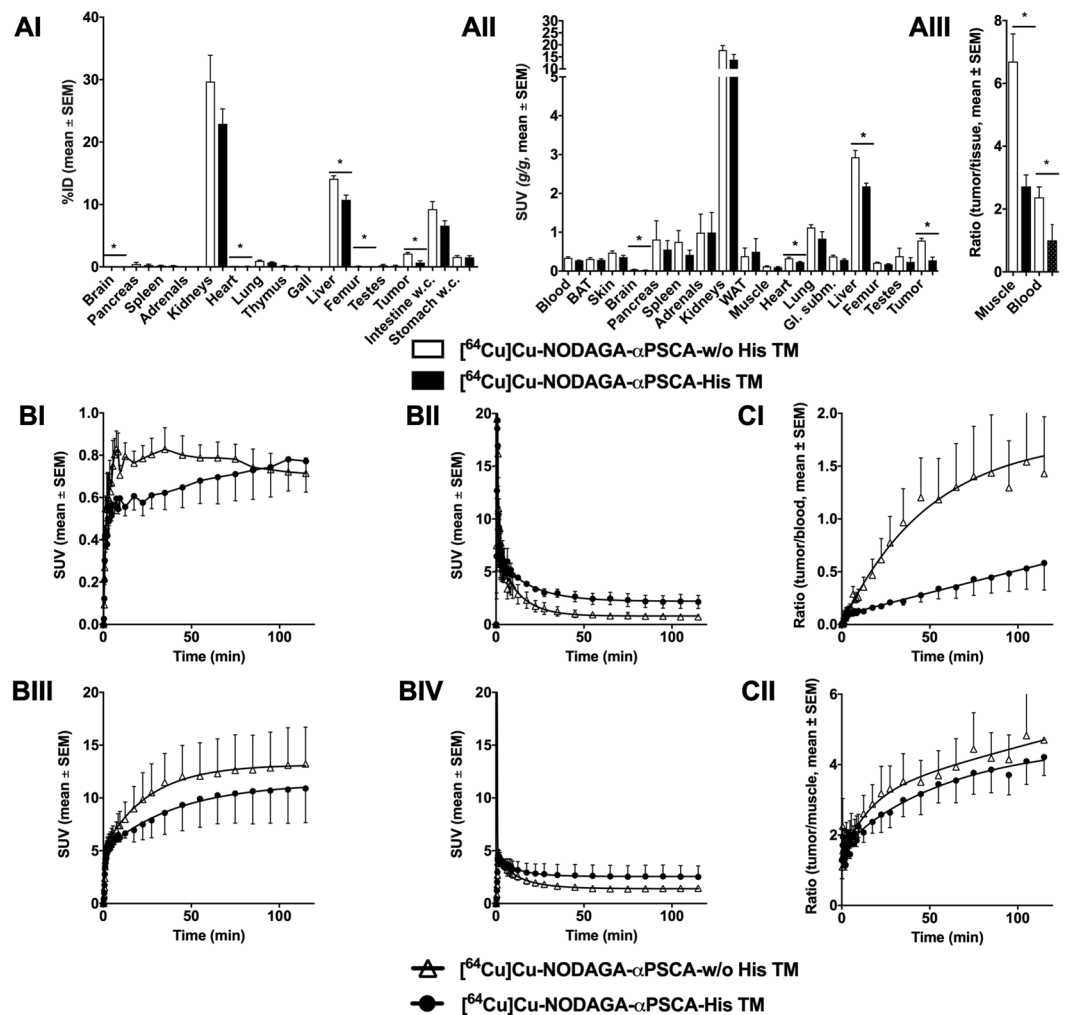 AI
AII
AIII
%ID (mean ± SEM)
40
30
20
10
0
*
*
*
*
*
Brain
Pancreas
Spleen
Adrenals
Kidneys
Heart
Lung
Thymus
Gall
Liver
Femur
Testes
Tumor
Intestine w.c.
Stomach w.c.
SUV (g/g, mean ± SEM)
30
25
20
15
10
5
4
3
2
1
0
*
*
*
*
Blood
BAT
Skin
Brain
Pancreas
Spleen
Adrenals
Kidneys
WAT
Muscle
Heart
Lung
Gl. subm.
Liver
Femur
Testes
Tumor
Ratio (tumor/tissue, mean ± SEM)
8
6
4
2
0
*
*
Muscle
Blood
[64Cu]Cu-NODAGA-αPSCA-w/o His TM
[64Cu]Cu-NODAGA-αPSCA-His TM
BI
BII
CI
SUV (mean ± SEM)
1.0
0.8
0.6
0.4
0.2
0.0
0
50
100
Time (min)
SUV (mean ± SEM)
20
15
10
5
0
0
50
100
Time (min)
Ratio (tumor/blood, mean ± SEM)
2.0
1.5
1.0
0.5
0.0
0
50
100
Time (min)
BIII
BIV
CII
SUV (mean ± SEM)
20
15
10
5
0
0
50
100
Time (min)
SUV (mean ± SEM)
20
15
10
5
0
0
50
100
Time (min)
Ratio (tumor/muscle, mean ± SEM)
6
4
2
0
0
50
100
Time (min)
[64Cu]Cu-NODAGA-αPSCA-w/o His TM
[64Cu]Cu-NODAGA-αPSCA-His TM